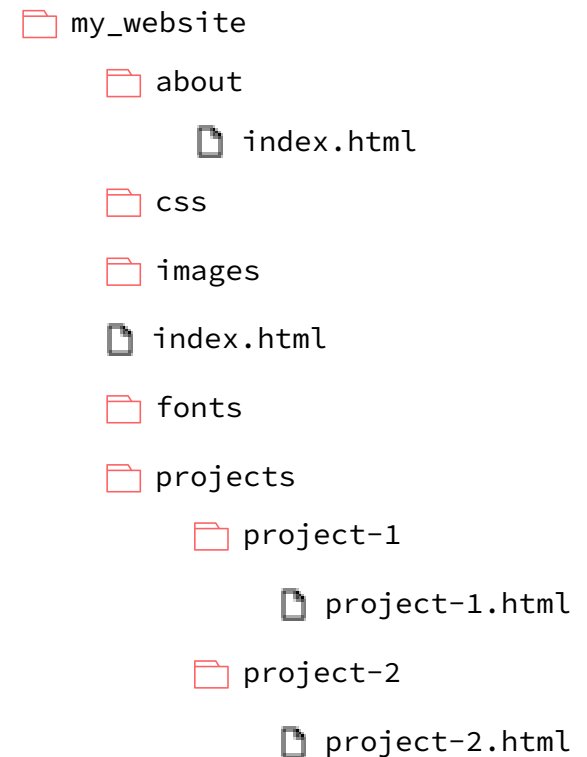 my_website
about
index.html
css
images
index.html
fonts
projects
project-1
project-1.html
project-2
project-2.html